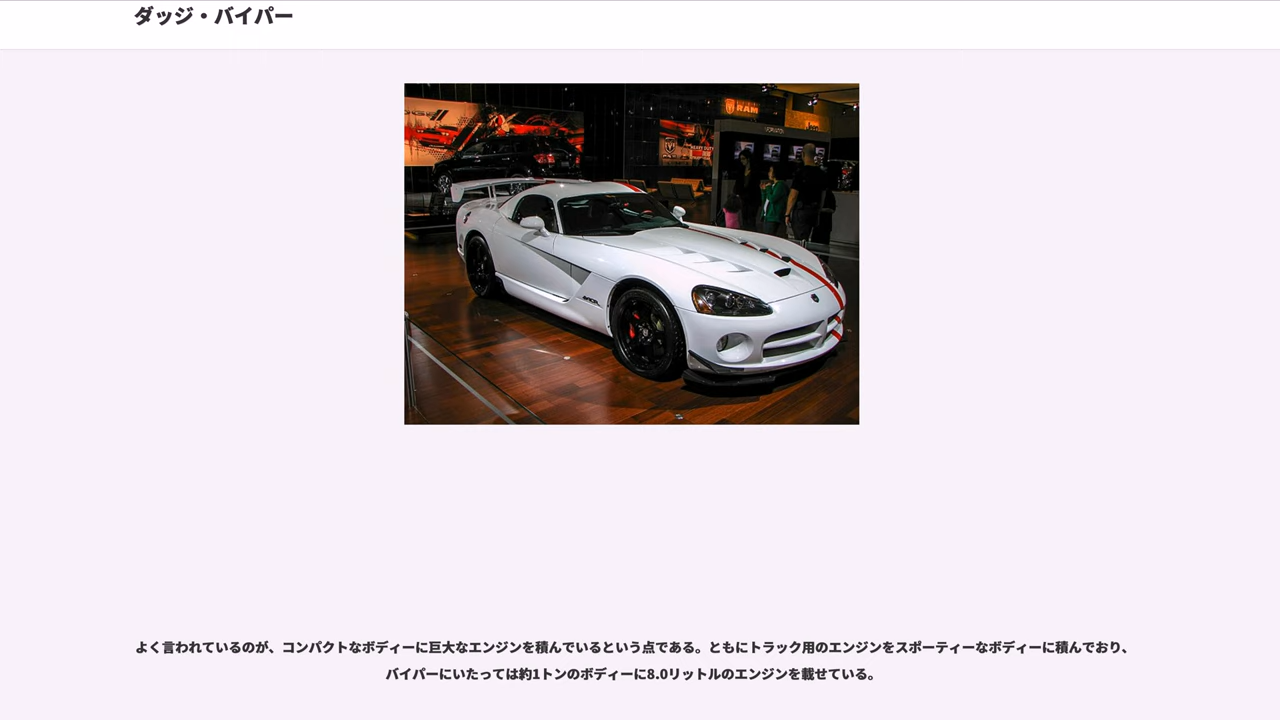 ダッジ・バイパー
RAM
よく言われているのが、コンパクトなボディーに巨大なエンジンを積んでいるという点である。ともにトラック用のエンジンをスポーティーなボディーに積んでおり、
バイパーにいたっては約1トンのボディーに8.0リットルのエンジンを載せている。